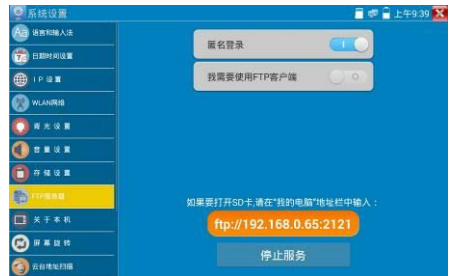 系统设置
上午9:39
语言和输入法
日期时间设置
IP设置
WLAN网络
背光设置
音量设置
存储设置
FTP服务器
关于本机
屏幕旋转
云台地址扫描
匿名登录
我需要使用FTP客户端
如果要打开SD卡,请在"我的电脑"地址栏中输入：
ftp://192.168.0.65:2121
停止服务